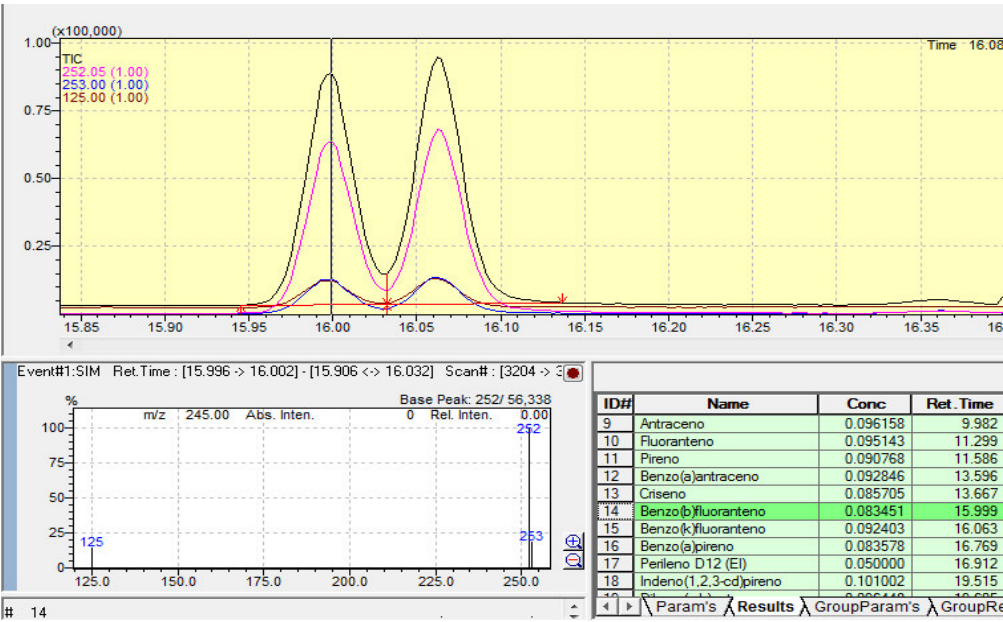 (x100,000)
1.00
TIC
252.05 (1.00)
253.00 (1.00)
125.00 (1.00)
Time 16.08
0.75
0.50
0.25
15.85 15.90 15.95 16.00 16.05 16.10 16.15 16.20 16.25 16.30 16.35 16
Event#1:SIM Ret.Time : [15.996 -> 16.002] - [15.906 <-> 16.032] Scan# : [3204 ->
%
Base Peak: 252/ 56,338
m/z 245.00 Abs. Inten. 0 Rel. Inten. 0.00
100
252
75
50
25
125
253
0
125.0 150.0 175.0 200.0 225.0 250.0
# 14
ID# Name Conc Ret.Time
9 Antraceno 0.096158 9.982
10 Fluoranteno 0.095143 11.299
11 Pireno 0.090768 11.586
12 Benzo(a)antraceno 0.092846 13.596
13 Criseno 0.085705 13.667
14 Benzo(b)fluoranteno 0.083451 15.999
15 Benzo(k)fluoranteno 0.092403 16.063
16 Benzo(a)pireno 0.083578 16.769
17 Perileno D12 (EI) 0.050000 16.912
18 Indeno(1,2,3-cd)pireno 0.101002 19.515
Param's Results GroupParam's GroupRe